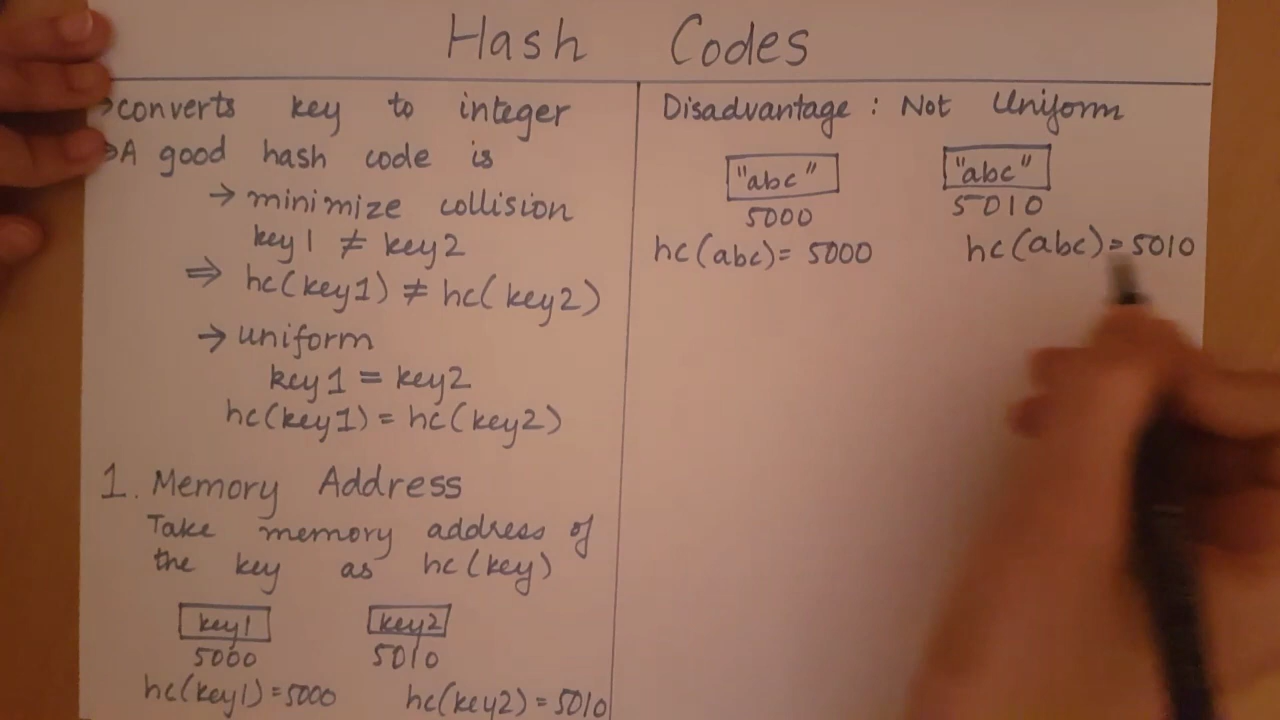 Hash Codes
→converts key to integer
→A good hash code is
→ minimize collision
key1 ≠ key2
⇒ hc(key1) ≠ hc(key2)
→ uniform
key1 = key2
hc(key1) = hc(key2)
1. Memory Address
Take memory address of
the key as hc(key)
key1 key2
5000 5010
hc(key1)=5000 hc(key2)=5010
Disadvantage : Not Uniform
"abc" "abc"
5000 5010
hc(abc)= 5000 hc(abc)=5010